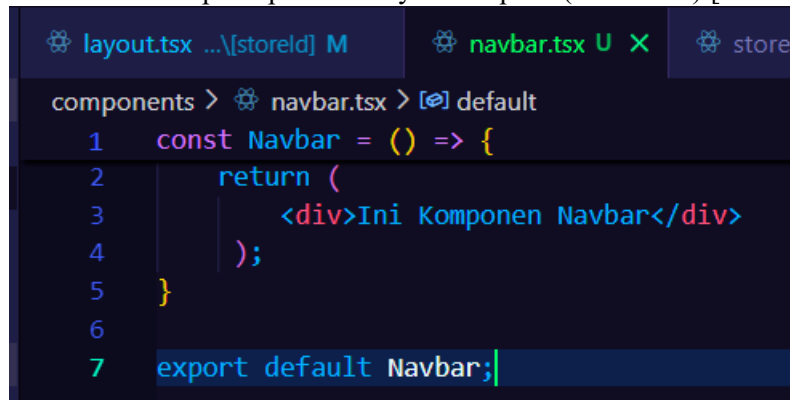 layout.tsx ...\[storeId] M navbar.tsx U × store
components > navbar.tsx > default
1 const Navbar = () => {
2 return (
3 <div>Ini Komponen Navbar</div>
4 );
5 }
6
7 export default Navbar;